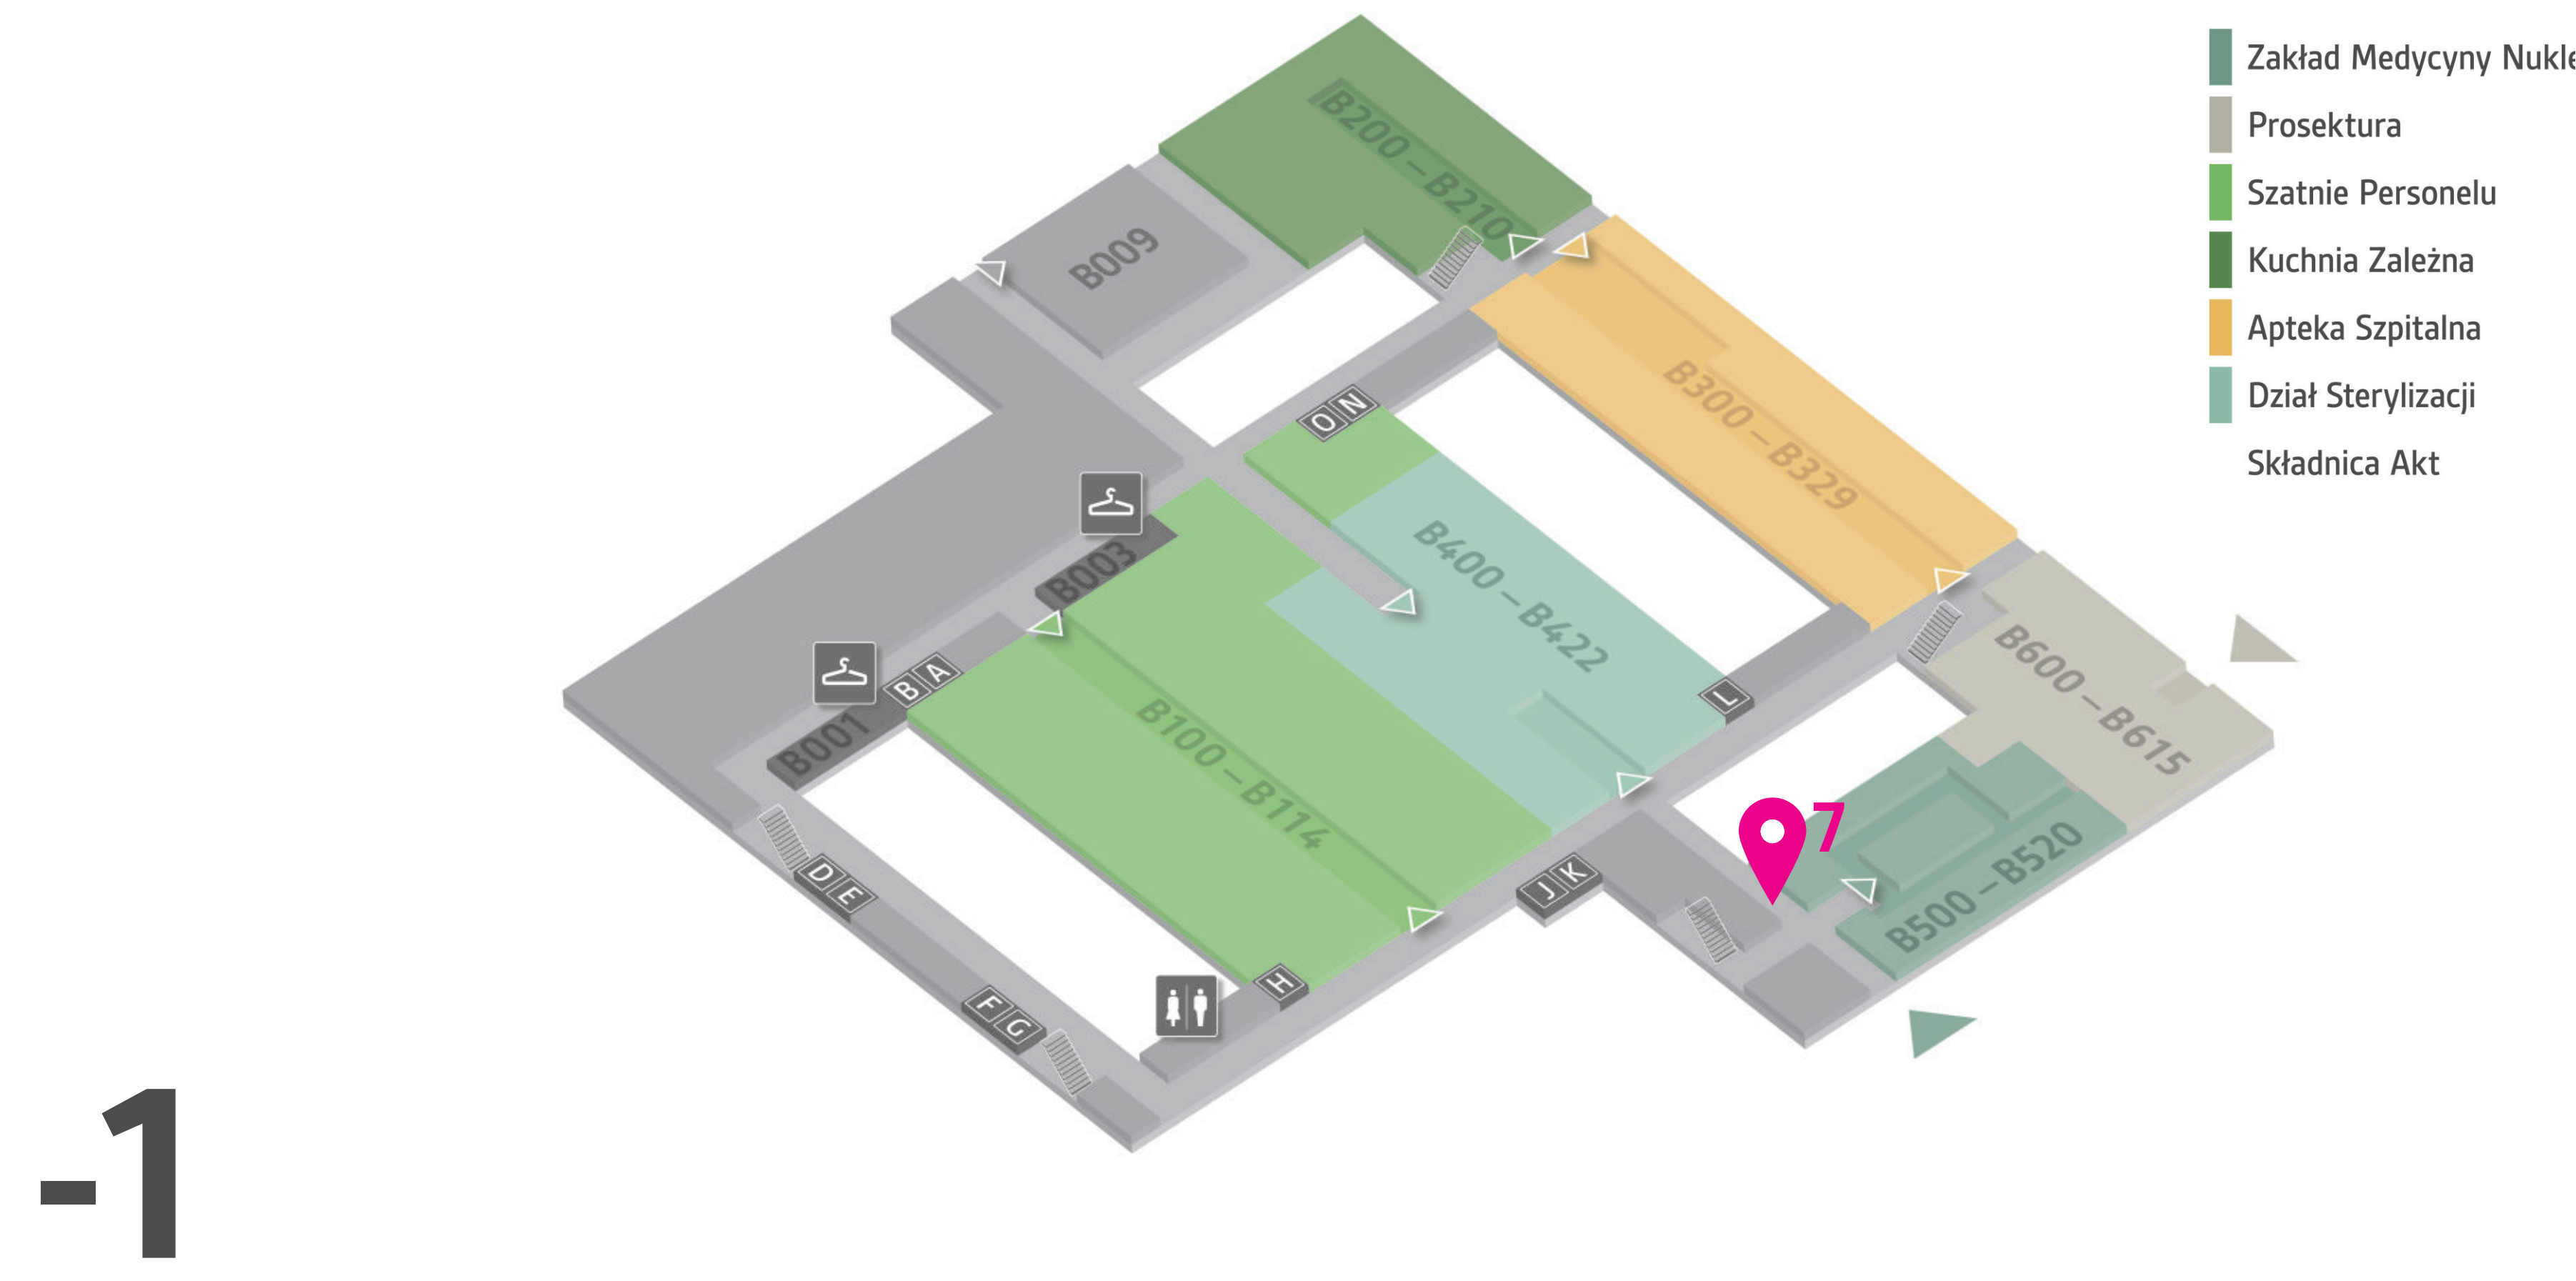 Zakład Medycyny Nukle
Prosektura
Szatnie Personelu
Kuchnia Zależna
Apteka Szpitalna
Dział Sterylizacji
Składnica Akt
B200–B210
B009
B300–B329
O N
B400–B422
B003
B A
B001
B100–B114
L
B600–B615
7
B500–B520
J K
D E
F G
H
-1